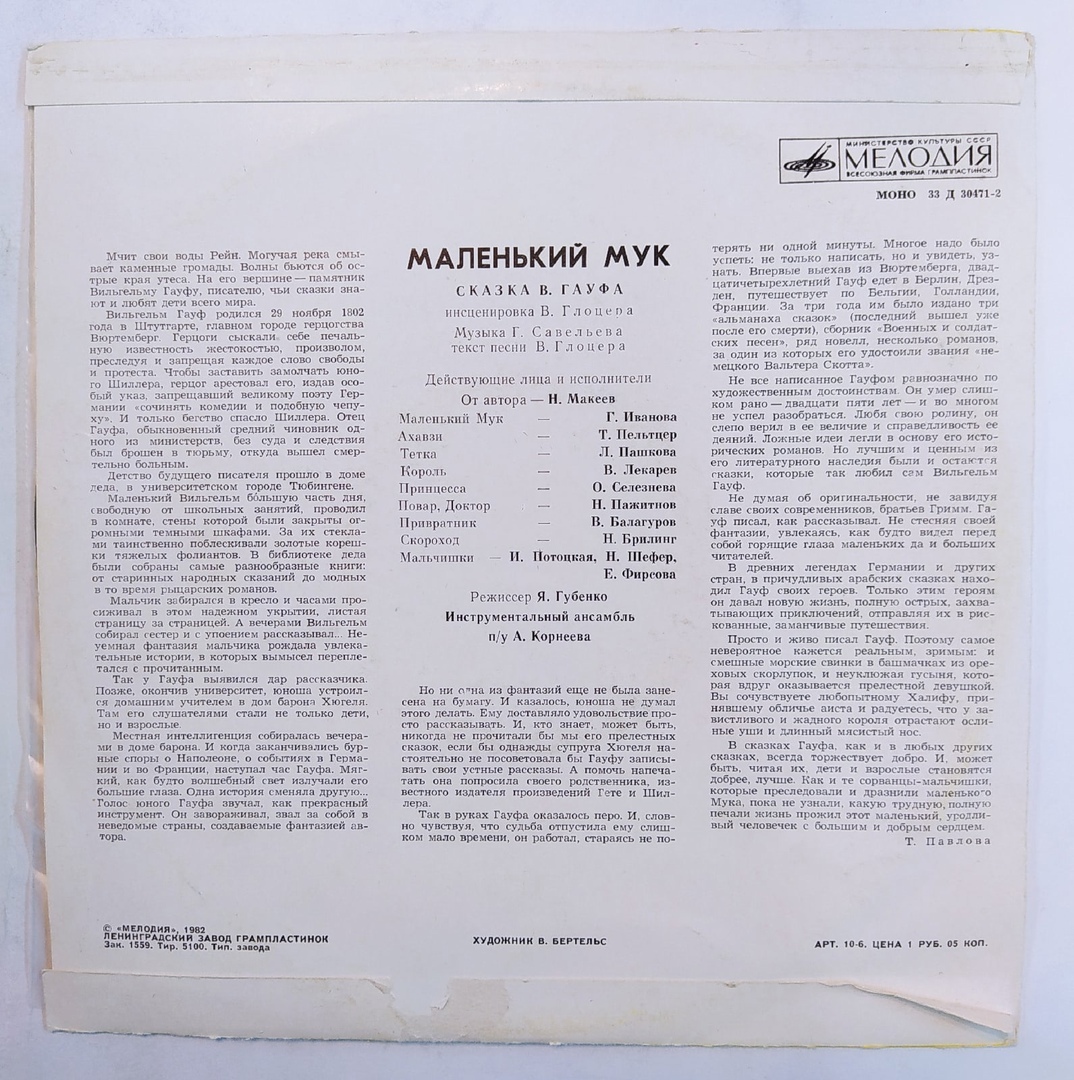 МИНИСТЕРСТВО КУЛЬТУРЫ СССР
МЕЛОДИЯ
ВСЕСОЮЗНАЯ ФИРМА ГРАМПЛАСТИНОК
МОНО 33 Д 30471-2
Мчит свои воды Рейн. Могучая река смы-
вает каменные громады. Волны бьются об ост-
рые края утеса. На его вершине — памятник
Вильгельму Гауфу, писателю, чьи сказки зна-
ют и любят дети всего мира.
Вильгельм Гауф родился 29 ноября 1802
года в Штутгарте, главном городе герцогства
Вюртемберг. Герцоги сыскали себе печаль-
ную известность жестокостью, произволом,
преследуя и запрещая каждое слово свободы
и протеста. Чтобы заставить замолчать юно-
го Шиллера, герцог арестовал его, издав осо-
бый указ, запрещавший великому поэту Гер-
мании «сочинять комедии и подобную чепу-
ху». И только бегство спасло Шиллера. Отец
Гауфа, обыкновенный средний чиновник од-
ного из министерств, без суда и следствия
был брошен в тюрьму, откуда вышел смер-
тельно больным.
Детство будущего писателя прошло в доме
деда, в университетском городе Тюбингене.
Маленький Вильгельм бо́льшую часть дня,
свободную от школьных занятий, проводил
в комнате, стены которой были закрыты ог-
ромными темными шкафами. За их стекла-
ми таинственно поблескивали золотые кореш-
ки тяжелых фолиантов. В библиотеке деда
были собраны самые разнообразные книги:
от старинных народных сказаний до модных
в то время рыцарских романов.
Мальчик забирался в кресло и часами про-
сиживал в этом надежном укрытии, листая
страницу за страницей. А вечерами Вильгельм
собирал сестер и с упоением рассказывал... Не-
уемная фантазия мальчика рождала увлека-
тельные истории, в которых вымысел перепле-
тался с прочитанным.
Так у Гауфа выявился дар рассказчика.
Позже, окончив университет, юноша устроил-
ся домашним учителем в дом барона Хюгеля.
Там его слушателями стали не только дети,
но и взрослые.
Местная интеллигенция собиралась вечера-
ми в доме барона. И когда заканчивались бур-
ные споры о Наполеоне, о событиях в Герма-
нии и во Франции, наступал час Гауфа. Мяг-
кий, как будто волшебный свет излучали его
большие глаза. Одна история сменяла другую...
Голос юного Гауфа звучал, как прекрасный
инструмент. Он завораживал, звал за собой в
неведомые страны, создаваемые фантазией ав-
тора.
МАЛЕНЬКИЙ МУК
СКАЗКА В. ГАУФА
инсценировка В. Глоцера
Музыка Г. Савельева
текст песни В. Глоцера
Действующие лица и исполнители
От автора — Н. Макеев
Маленький Мук Г. Иванова
Ахавзи — Т. Пельтцер
Тетка — Л. Пашкова
Король — В. Лекарев
Принцесса — О. Селезнева
Повар, Доктор — Н. Пажитнов
Привратник — В. Балагуров
Скороход — Н. Брилинг
Мальчишки — И. Потоцкая, Н. Шефер,
Е. Фирсова
Режиссер Я. Губенко
Инструментальный ансамбль
п/у А. Корнеева
Но ни одна из фантазий еще не была зане-
сена на бумагу. И казалось, юноша не думал
этого делать. Ему доставляло удовольствие про-
сто рассказывать. И, кто знает, может быть,
никогда не прочитали бы мы его прелестных
сказок, если бы однажды супруга Хюгеля на-
стоятельно не посоветовала бы Гауфу записы-
вать свои устные рассказы. А помочь напеча-
тать она попросила своего родственника, из-
вестного издателя произведений Гете и Шил-
лера.
Так в руках Гауфа оказалось перо. И, слов-
но чувствуя, что судьба отпустила ему слиш-
ком мало времени, он работал, стараясь не по-
терять ни одной минуты. Многое надо было
успеть: не только написать, но и увидеть, уз-
нать. Впервые выехав из Вюртемберга, двад-
цатичетырехлетний Гауф едет в Берлин, Дрез-
ден, путешествует по Бельгии, Голландии,
Франции. За три года им было издано три
«альманаха сказок» (последний вышел уже
после его смерти), сборник «Военных и солдат-
ских песен», ряд новелл, несколько романов,
за один из которых его удостоили звания «не-
мецкого Вальтера Скотта».
Не все написанное Гауфом равнозначно по
художественным достоинствам. Он умер слиш-
ком рано — двадцати пяти лет — и во многом
не успел разобраться. Любя свою родину, он
слепо верил в ее величие и справедливость ее
деяний. Ложные идеи легли в основу его исто-
рических романов. Но лучшим и ценным из
его литературного наследия были и остаются
сказки, которые так любил сам Вильгельм
Гауф.
Не думая об оригинальности, не завидуя
славе своих современников, братьев Гримм. Га-
уф писал, как рассказывал. Не стесняя своей
фантазии, увлекаясь, как будто видел перед
собой горящие глаза маленьких да и больших
читателей.
В древних легендах Германии и других
стран, в причудливых арабских сказках нахо-
дил Гауф своих героев. Только этим героям
он давал новую жизнь, полную острых, захва-
тывающих приключений, отправляя их в рис-
кованные, заманчивые путешествия.
Просто и живо писал Гауф. Поэтому самое
невероятное кажется реальным, зримым: и
смешные морские свинки в башмачках из оре-
ховых скорлупок, и неуклюжая гусыня, кото-
рая вдруг оказывается прелестной девушкой.
Вы сочувствуете любопытному Халифу, при-
нявшему обличье аиста и радуетесь, что у за-
вистливого и жадного короля отрастают осли-
ные уши и длинный мясистый нос.
В сказках Гауфа, как и в любых других
сказках, всегда торжествует добро. И, может
быть, читая их, дети и взрослые становятся
добрее, лучше. Как и те сорванцы-мальчишки,
которые преследовали и дразнили маленького
Мука, пока не узнали, какую трудную, полную
печали жизнь прожил этот маленький, уродли-
вый человечек с большим и добрым сердцем.
Т. Павлова
© «МЕЛОДИЯ», 1982
ЛЕНИНГРАДСКИЙ ЗАВОД ГРАМПЛАСТИНОК
Зак. 1559. Тир. 5100. Тип. завода
ХУДОЖНИК В. БЕРТЕЛЬС
АРТ. 10-6. ЦЕНА 1 РУБ. 05 КОП.